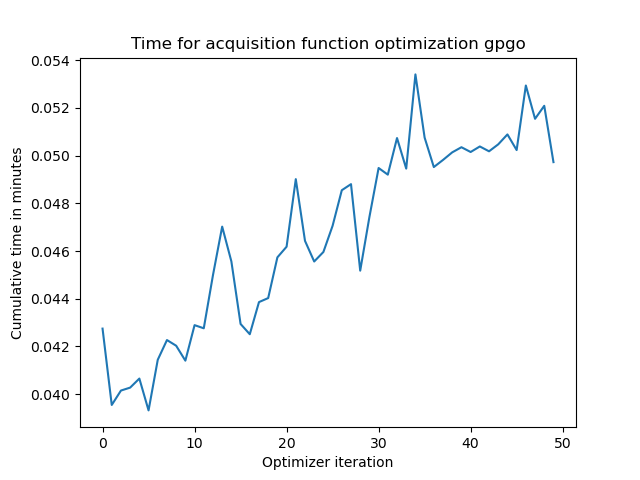 Time for acquisition function optimization gpgo
0.054
0.052
0.050
0.048
0.046
0.044
0.042
0.040
Cumulative time in minutes
0 10 20 30 40 50
Optimizer iteration